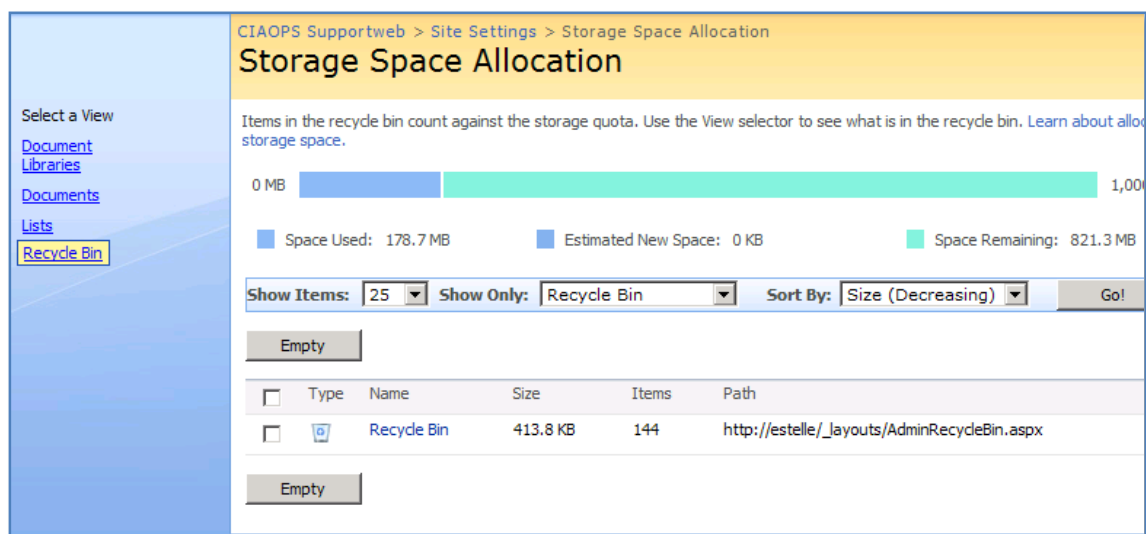 CIAOPS Supportweb > Site Settings > Storage Space Allocation
Storage Space Allocation
Select a View
Document
Libraries
Documents
Lists
Recycle Bin
Items in the recycle bin count against the storage quota. Use the View selector to see what is in the recycle bin. Learn about
storage space.
0 MB
Space Used: 178.7 MB Estimated New Space: 0 KB Space Remaining: 821.3 MB
Show Items: 25 Show Only: Recycle Bin Sort By: Size (Decreasing) Go!
Empty
Type Name Size Items Path
Recycle Bin 413.8 KB 144 http://estelle/_layouts/AdminRecycleBin.aspx
Empty